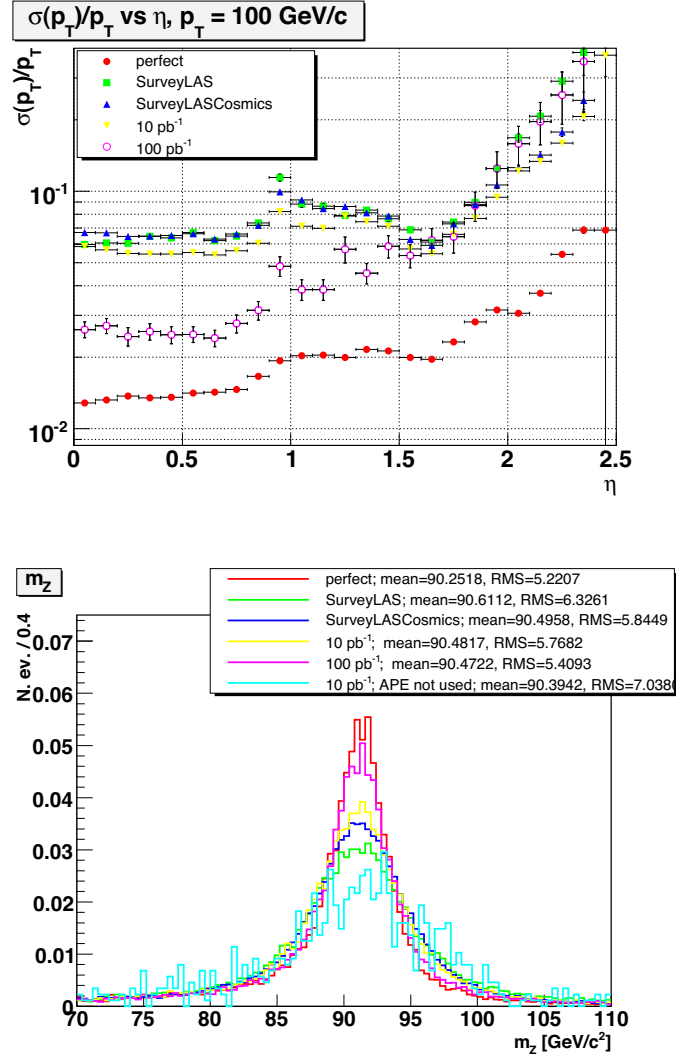 σ(p_T)/p_T vs η, p_T = 100 GeV/c
σ(p_T)/p_T
perfect
SurveyLAS
SurveyLASCosmics
10 pb⁻¹
100 pb⁻¹
10⁻¹
10⁻²
0 0.5 1 1.5 2 2.5
η
m_Z
perfect; mean=90.2518, RMS=5.2207
SurveyLAS; mean=90.6112, RMS=6.3261
SurveyLASCosmics; mean=90.4958, RMS=5.8449
10 pb⁻¹; mean=90.4817, RMS=5.7682
100 pb⁻¹; mean=90.4722, RMS=5.4093
10 pb⁻¹; APE not used; mean=90.3942, RMS=7.0380
N. ev. / 0.4
0.07
0.06
0.05
0.04
0.03
0.02
0.01
0
70 75 80 85 90 95 100 105 110
m_Z [GeV/c²]